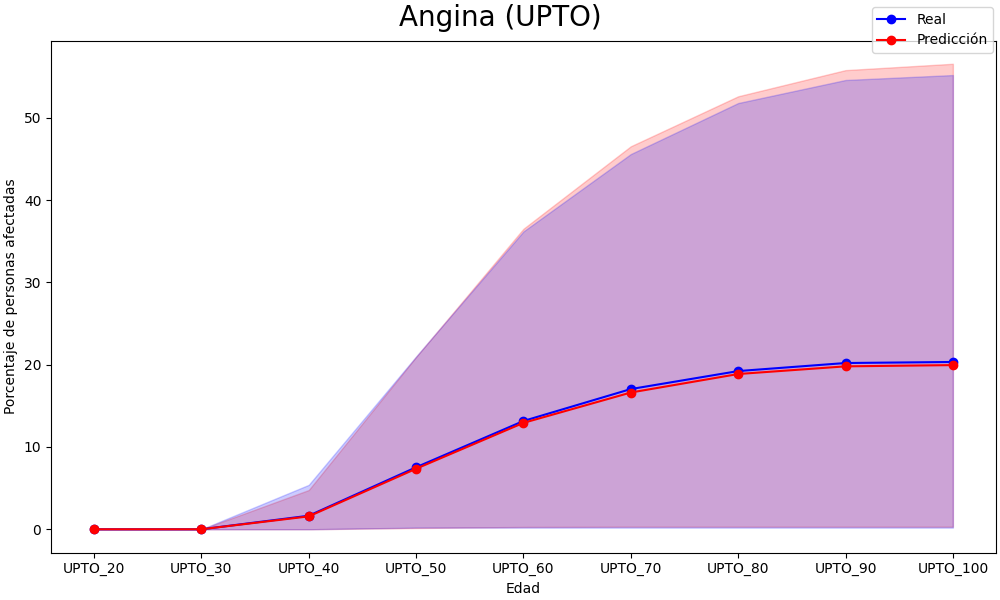 Angina (UPTO)
Real
Predicción
Porcentaje de personas afectadas
50
40
30
20
10
0
UPTO_20 UPTO_30 UPTO_40 UPTO_50 UPTO_60 UPTO_70 UPTO_80 UPTO_90 UPTO_100
Edad